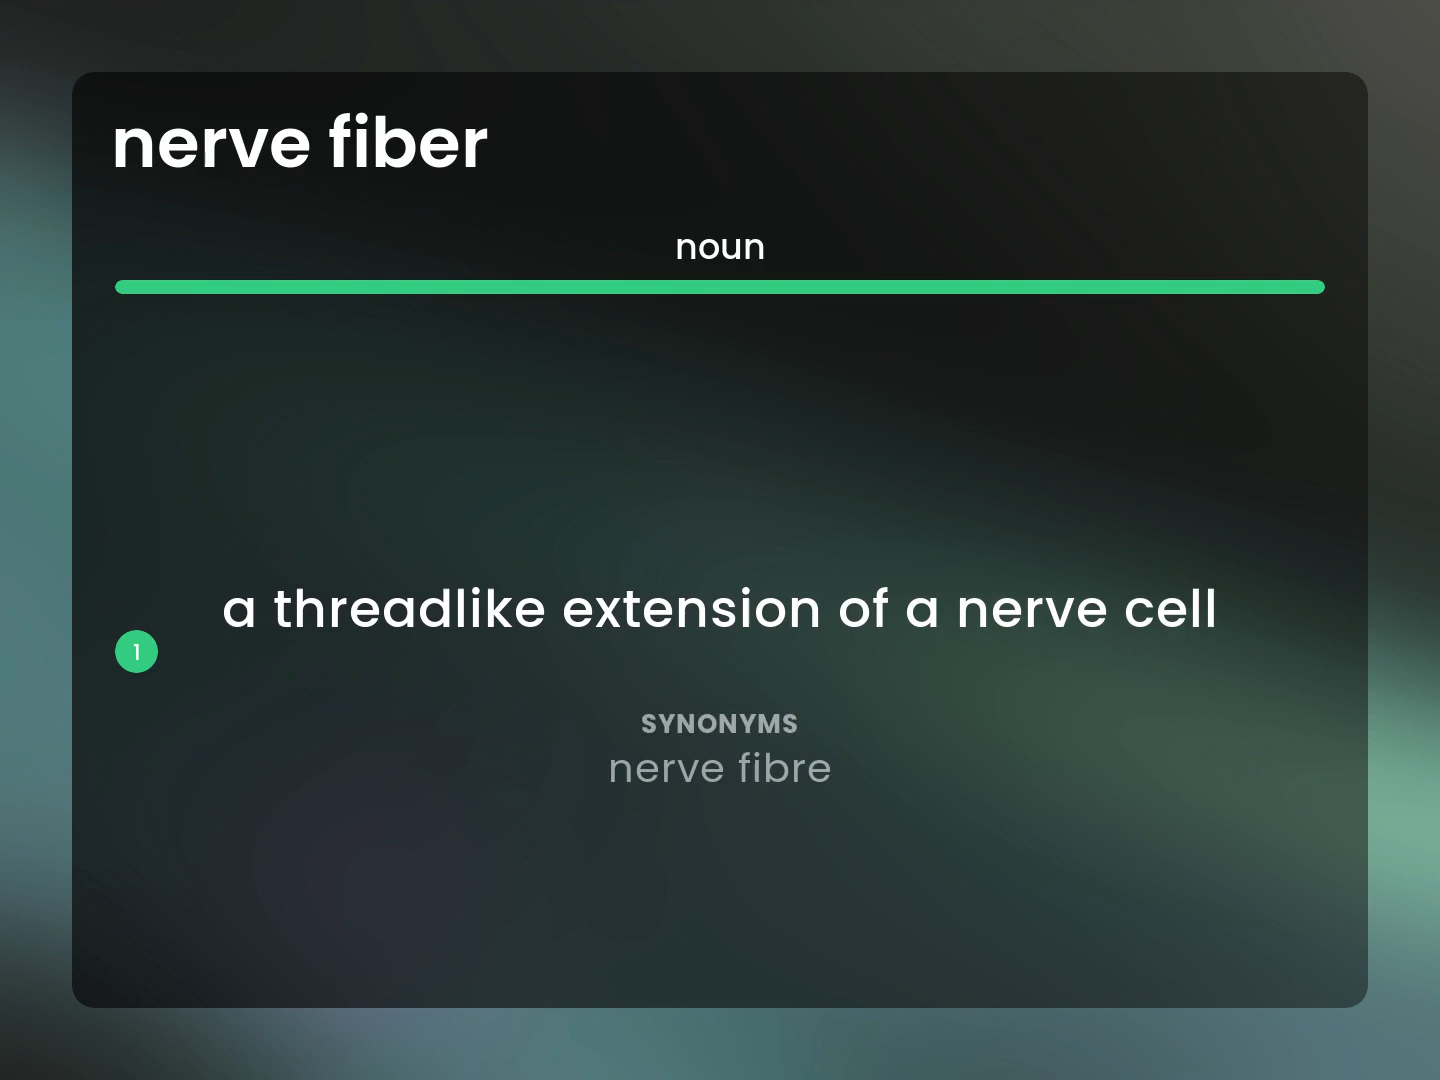 nerve fiber
noun
a threadlike extension of a nerve cell
1
SYNONYMS
nerve fibre